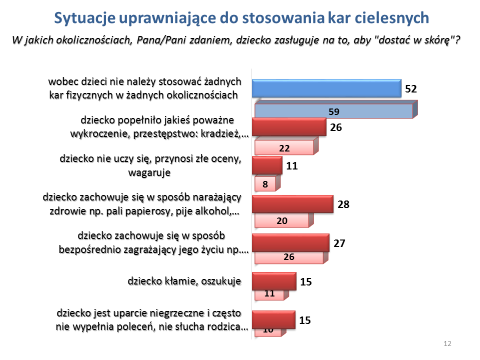 Sytuacje uprawniające do stosowania kar cielesnych
W jakich okolicznościach, Pana/Pani zdaniem, dziecko zasługuje na to, aby "dostać w skórę"?
wobec dzieci nie należy stosować żadnych
kar fizycznych w żadnych okolicznościach
52
59
dziecko popełniło jakieś poważne
wykroczenie, przestępstwo: kradzież,...
26
22
dziecko nie uczy się, przynosi złe oceny,
wagaruje
11
8
dziecko zachowuje się w sposób narażający
zdrowie np. pali papierosy, pije alkohol,...
28
20
dziecko zachowuje się w sposób
bezpośrednio zagrażający jego życiu np....
27
26
dziecko kłamie, oszukuje
15
11
dziecko jest uparcie niegrzeczne i często
nie wypełnia poleceń, nie słucha rodzica...
15
10
12